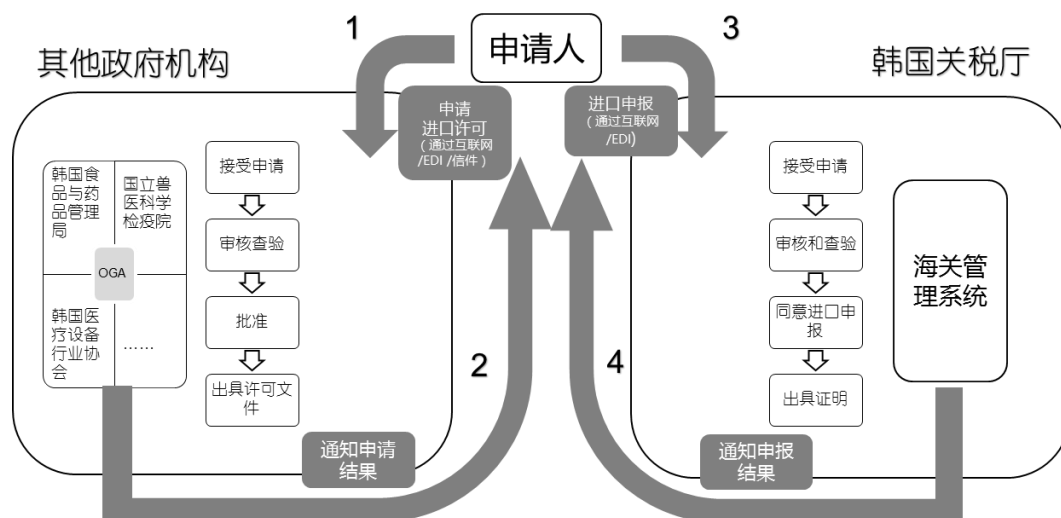 1
申请人
3
其他政府机构
韩国关税厅
申请
进口许可
（通过互联网
/EDI /信件）
进口申报
（通过互联网
/EDI)
韩国食
品与药
品管理
局
国立兽
医科学
检疫院
OGA
韩国医
疗设备
行业协
会
……
接受申请
审核查验
批准
出具许可文
件
2
通知申请
结果
4
接受申请
审核和查验
同意进口申
报
出具证明
海关管
理系统
通知申报
结果